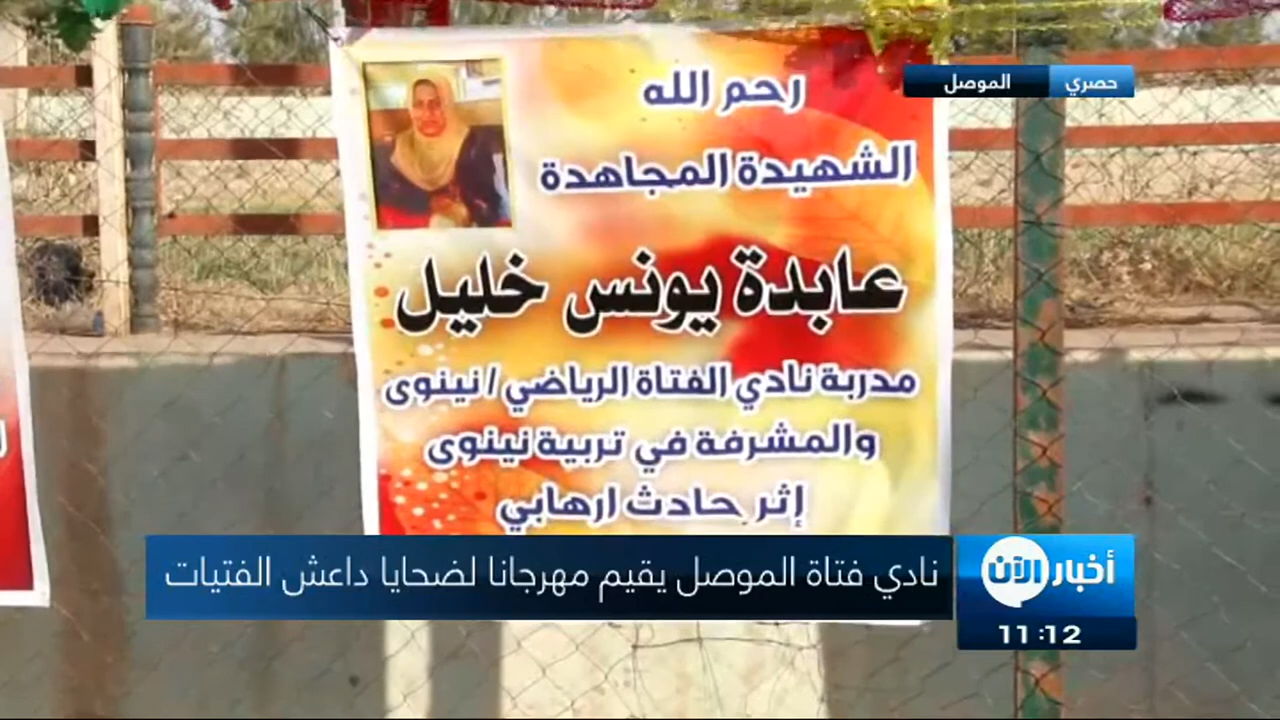 حصري الموصل
رحم الله
الشهيدة المجاهدة
عابدة يونس خليل
مدربة نادي الفتاة الرياضي / نينوى
والمشرفة في تربية نينوى
إثر حادث ارهابي
نادي فتاة الموصل يقيم مهرجانا لضحايا داعش الفتيات
أخبار الآن
11:12